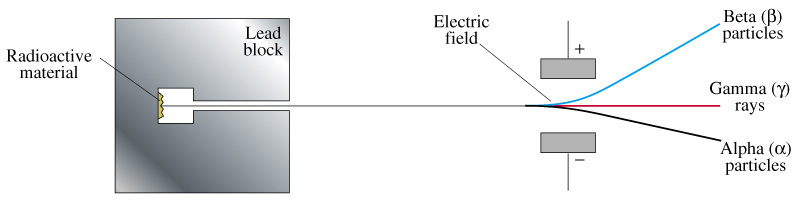 Radioactive
material
Lead
block
Electric
field
+
−
Beta (β)
particles
Gamma (γ)
rays
Alpha (α)
particles